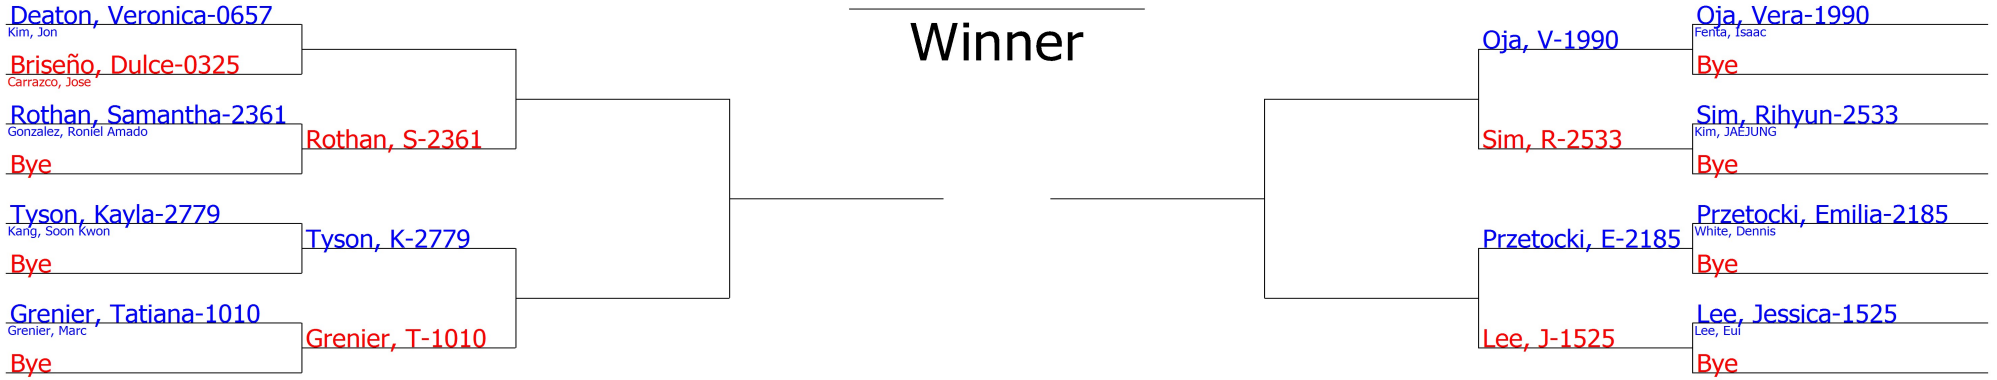 Deaton, Veronica-0657
Kim, Jon
Briseño, Dulce-0325
Carrazco, Jose
Rothan, Samantha-2361
Gonzalez, Roniel Amado
Rothan, S-2361
Bye
Tyson, Kayla-2779
Kang, Soon Kwon
Tyson, K-2779
Bye
Grenier, Tatiana-1010
Grenier, Marc
Grenier, T-1010
Bye
Winner
Oja, Vera-1990
Fenta, Isaac
Oja, V-1990
Bye
Sim, Rihyun-2533
Kim, JAEJUNG
Sim, R-2533
Bye
Przetocki, Emilia-2185
White, Dennis
Przetocki, E-2185
Bye
Lee, Jessica-1525
Lee, Eui
Lee, J-1525
Bye